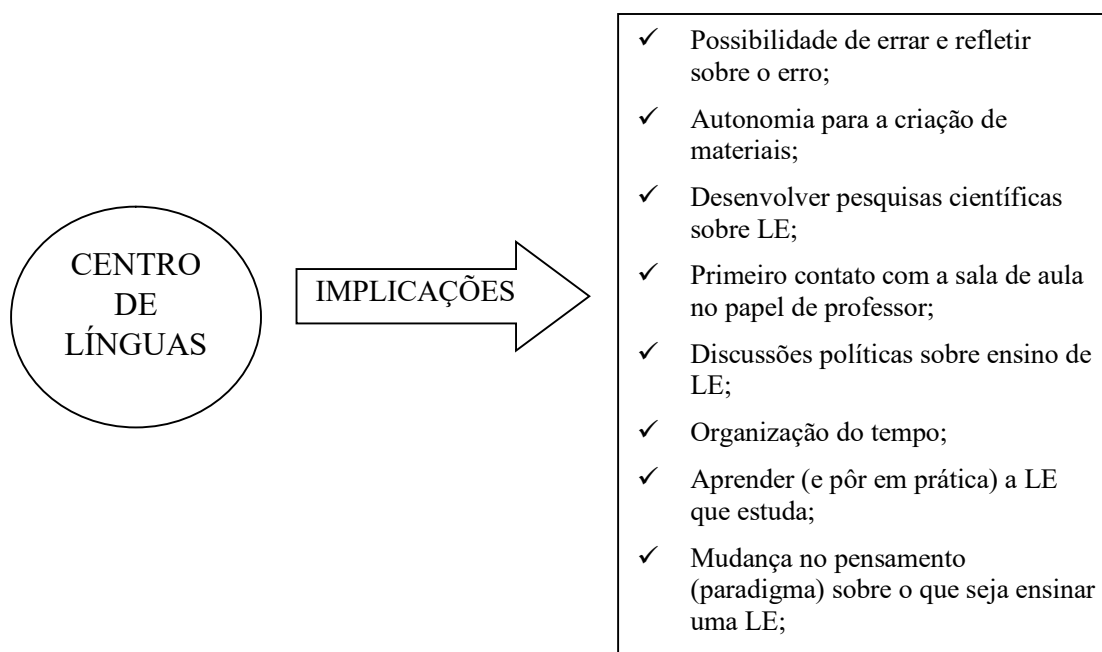 CENTRO
DE
LÍNGUAS
IMPLICAÇÕES
✓ Possibilidade de errar e refletir
sobre o erro;
✓ Autonomia para a criação de
materiais;
✓ Desenvolver pesquisas científicas
sobre LE;
✓ Primeiro contato com a sala de aula
no papel de professor;
✓ Discussões políticas sobre ensino de
LE;
✓ Organização do tempo;
✓ Aprender (e pôr em prática) a LE
que estuda;
✓ Mudança no pensamento
(paradigma) sobre o que seja ensinar
uma LE;